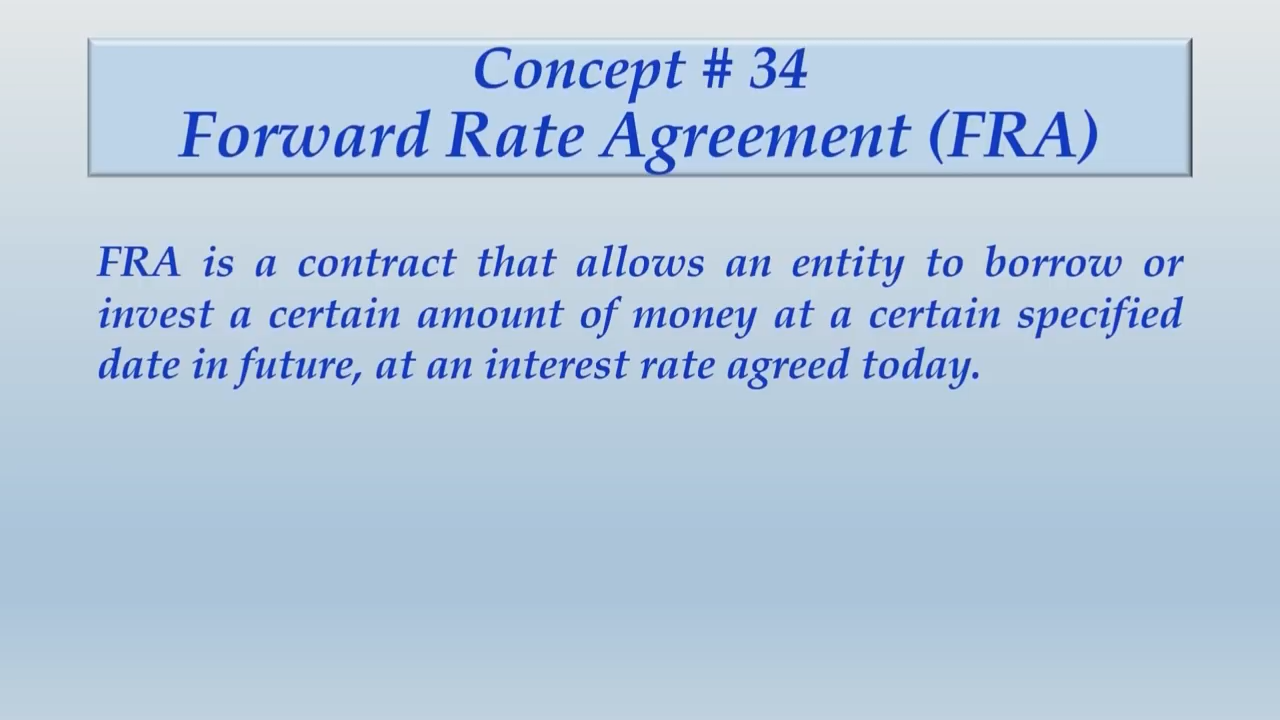 Concept # 34
Forward Rate Agreement (FRA)
FRA is a contract that allows an entity to borrow or
invest a certain amount of money at a certain specified
date in future, at an interest rate agreed today.